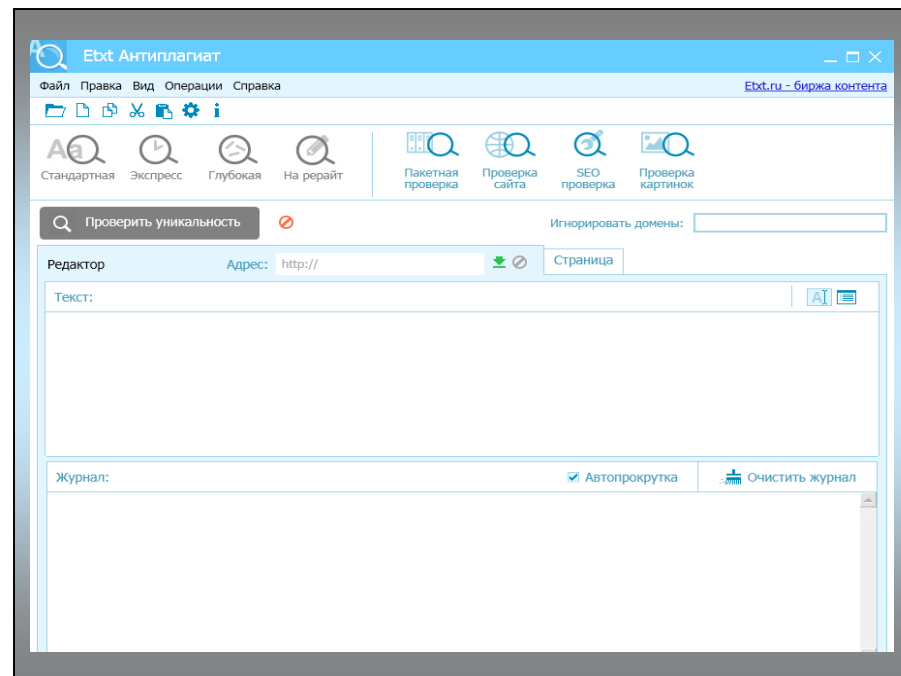 Etxt Антиплагиат
Файл Правка Вид Операции Справка
Etxt.ru - биржа контента
Aa
Стандартная
Экспресс
Глубокая
На рерайт
Пакетная
проверка
Проверка
сайта
SEO
проверка
Проверка
картинок
Проверить уникальность
Игнорировать домены:
Редактор
Адрес: http://
Страница
Текст:
Журнал:
Автопрокрутка
Очистить журнал